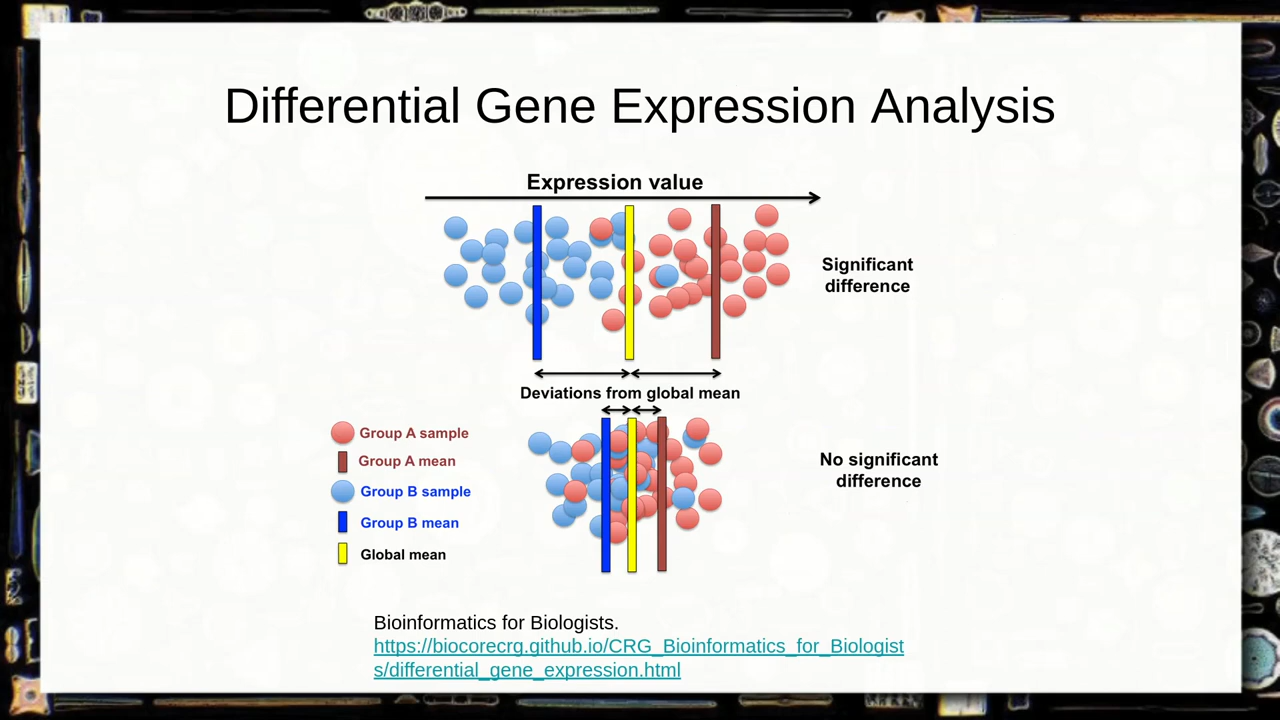 Differential Gene Expression Analysis
Expression value
Significant
difference
Deviations from global mean
Group A sample
Group A mean
Group B sample
Group B mean
Global mean
No significant
difference
Bioinformatics for Biologists.
https://biocorecrg.github.io/CRG_Bioinformatics_for_Biologist
s/differential_gene_expression.html